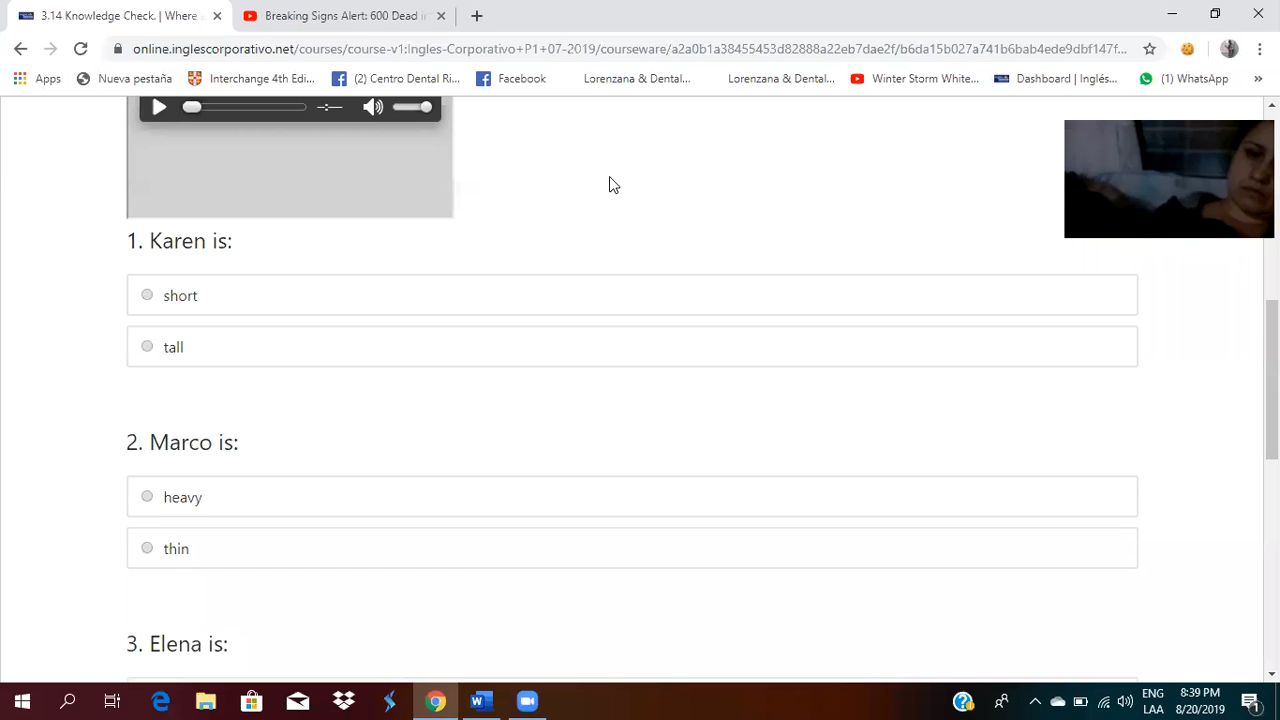 3.14 Knowledge Check. | Where
Breaking Signs Alert: 600 Dead in
online.inglescorporativo.net/courses/course-v1:Ingles-Corporativo+P1+07-2019/courseware/a2a0b1a38455453d82885a22eb7dae2f/b6da15b027a741b6bab4ede9dbf147f...
Apps
Nueva pestaña
Interchange 4th Edi...
(2) Centro Dental Ri...
Facebook
Lorenzana & Dental...
Lorenzana & Dental...
Winter Storm White...
Dashboard | Inglés...
(1) WhatsApp
»
-:--
1. Karen is:
short
tall
2. Marco is:
heavy
thin
3. Elena is:
ENG
8:39 PM
LAA
8/20/2019
1